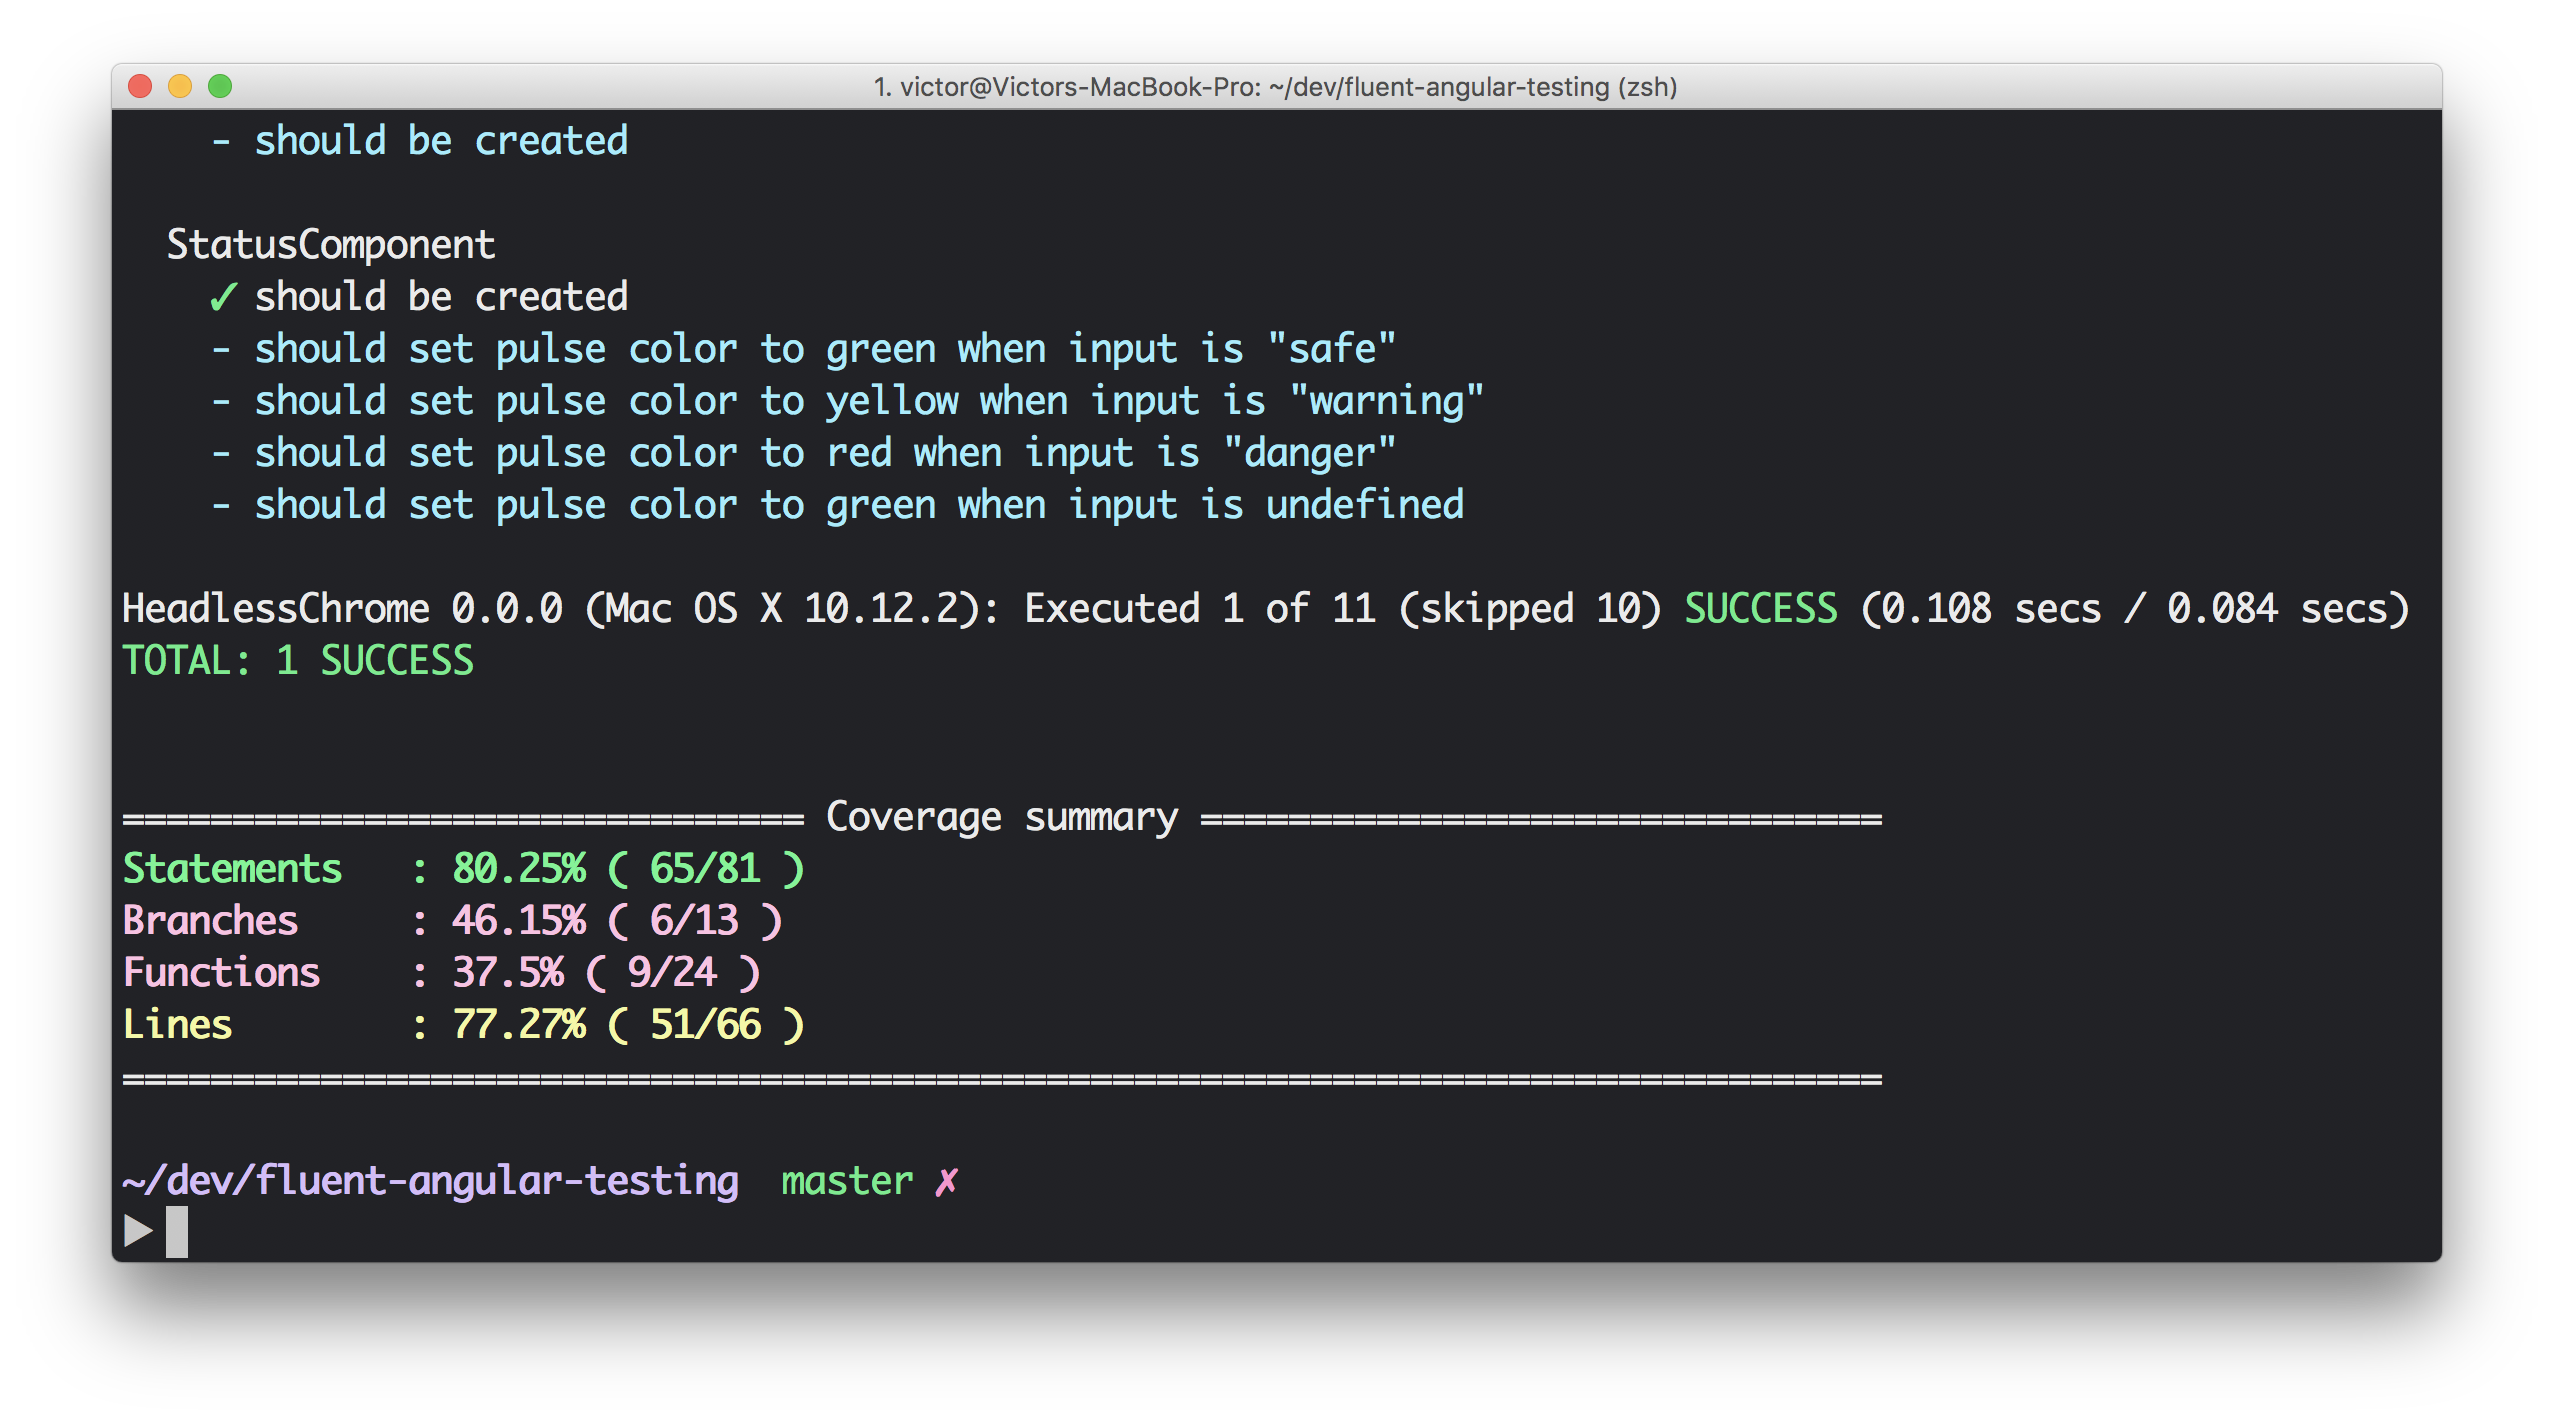 1. victor@Victors-MacBook-Pro: ~/dev/fluent-angular-testing (zsh)
- should be created
StatusComponent
✓ should be created
- should set pulse color to green when input is "safe"
- should set pulse color to yellow when input is "warning"
- should set pulse color to red when input is "danger"
- should set pulse color to green when input is undefined
HeadlessChrome 0.0.0 (Mac OS X 10.12.2): Executed 1 of 11 (skipped 10) SUCCESS (0.108 secs / 0.084 secs)
TOTAL: 1 SUCCESS
=============================== Coverage summary ===============================
Statements   : 80.25% ( 65/81 )
Branches     : 46.15% ( 6/13 )
Functions    : 37.5% ( 9/24 )
Lines        : 77.27% ( 51/66 )
================================================================================
~/dev/fluent-angular-testing  master ✗
▶